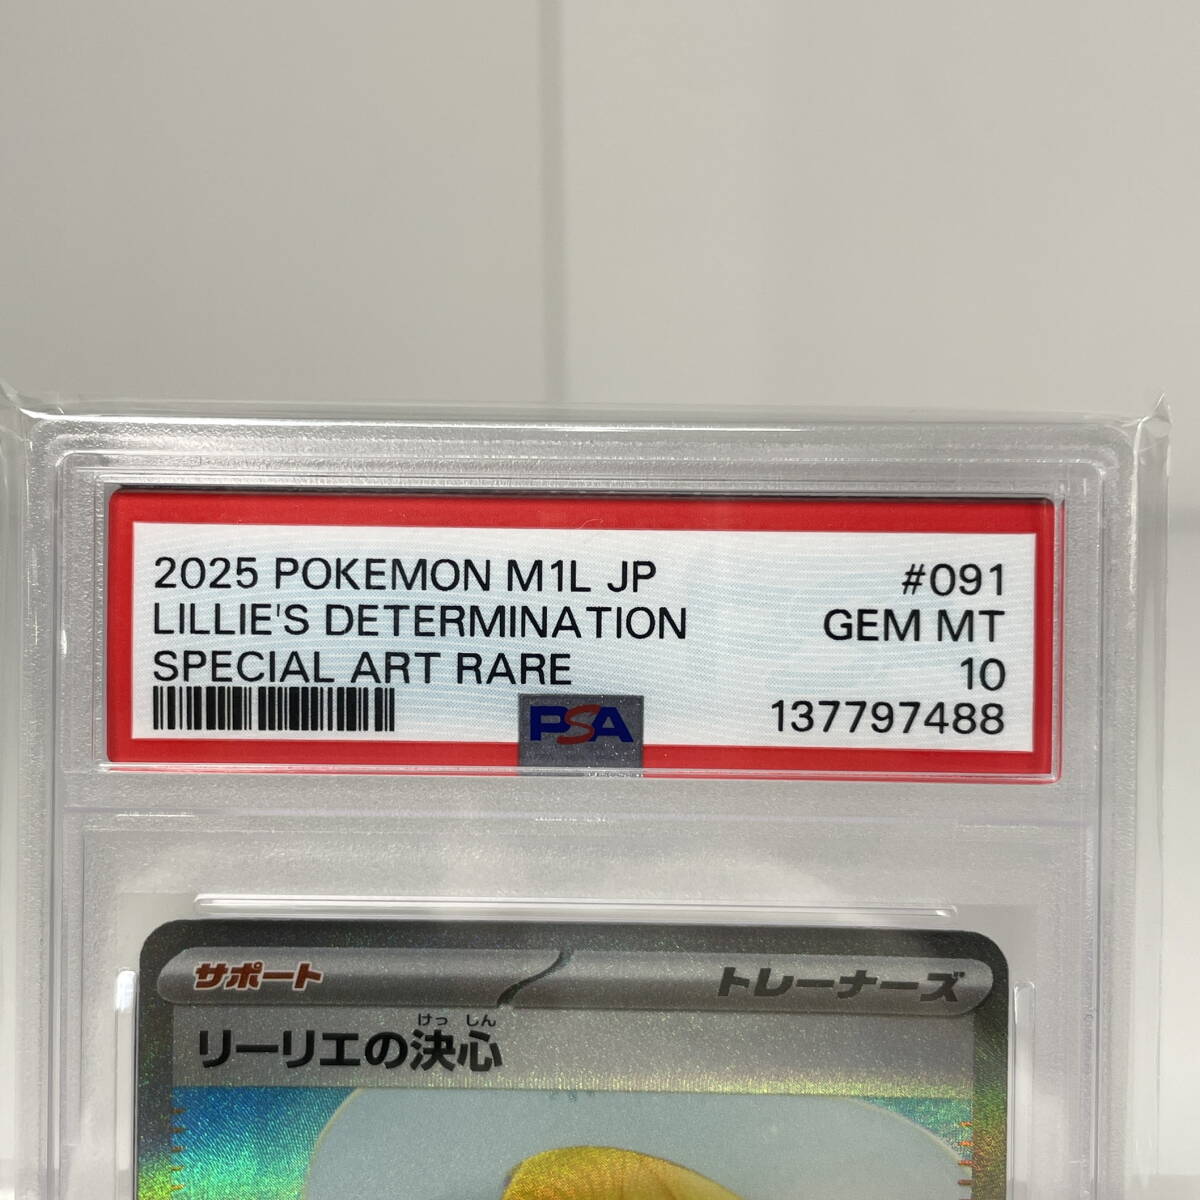 2025 POKEMON M1L JP #091
LILLIE'S DETERMINATION GEM MT
SPECIAL ART RARE 10
PSA 137797488
サポート トレーナーズ
けっ しん
リーリエの決心